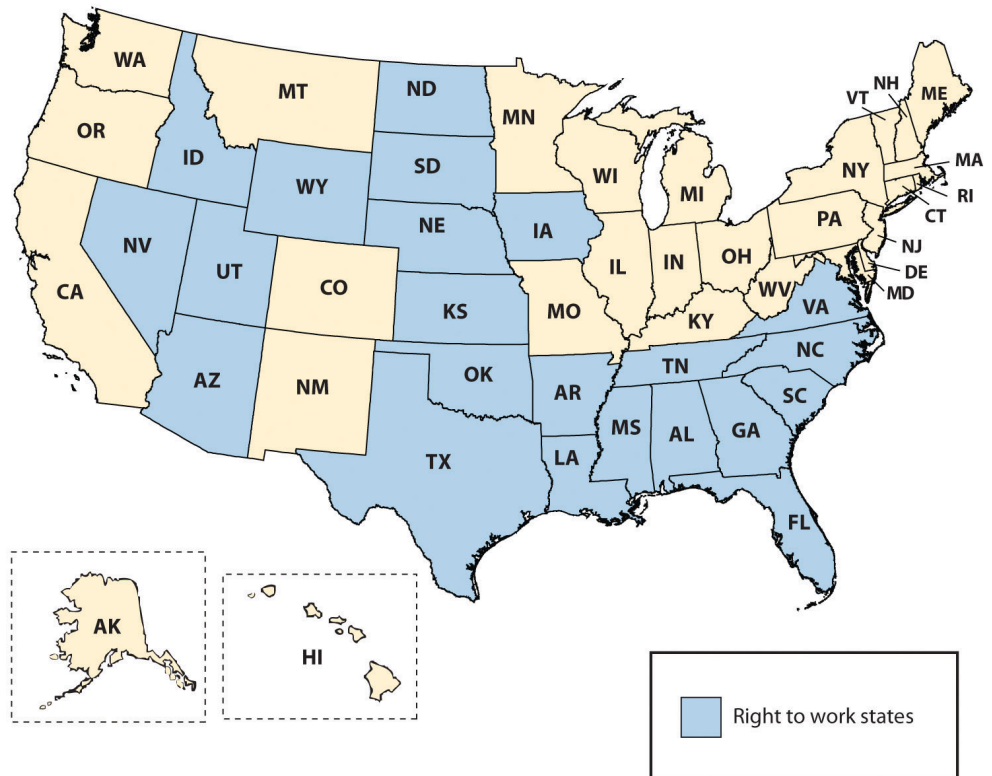 WA
MT
ND
MN
OR
ID
SD
WY
WI
MI
NY
VT
NH
ME
MA
RI
CT
NJ
DE
MD
PA
NV
UT
CO
NE
IA
IL
IN
OH
WV
VA
CA
KS
MO
KY
NC
AZ
NM
OK
AR
TN
SC
TX
LA
MS
AL
GA
FL
AK
HI
Right to work states